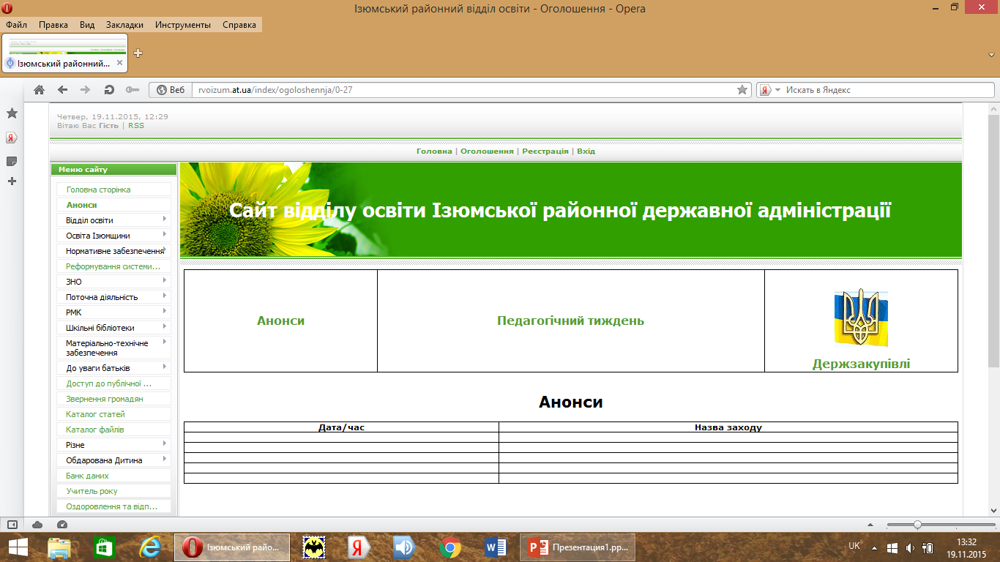 Ізюмський районний відділ освіти - Оголошення - Opera
Файл Правка Вид Закладки Инструменты Справка
Ізюмський районний...
Веб rvoizum.at.ua/index/ogoloshennja/0-27 Искать в Яндекс
Четвер, 19.11.2015, 12:29
Вітаю Вас Гість | RSS
Головна | Оголошення | Реєстрація | Вхід
Меню сайту
Головна сторінка
Анонси
Відділ освіти
Освіта Ізюмщини
Нормативне забезпечення
Реформування системи...
ЗНО
Поточна діяльність
РМК
Шкільні бібліотеки
Матеріально-технічне
забезпечення
До уваги батьків
Доступ до публічної ...
Звернення громадян
Каталог статей
Каталог файлів
Різне
Обдарована Дитина
Банк даних
Учитель року
Оздоровлення та відп...
Сайт відділу освіти Ізюмської районної державної адміністрації
Анонси Педагогічний тиждень
Держзакупівлі
Анонси
Дата/час Назва заходу
Ізюмський райо... Презентация1.pp... UK 13:32
19.11.2015